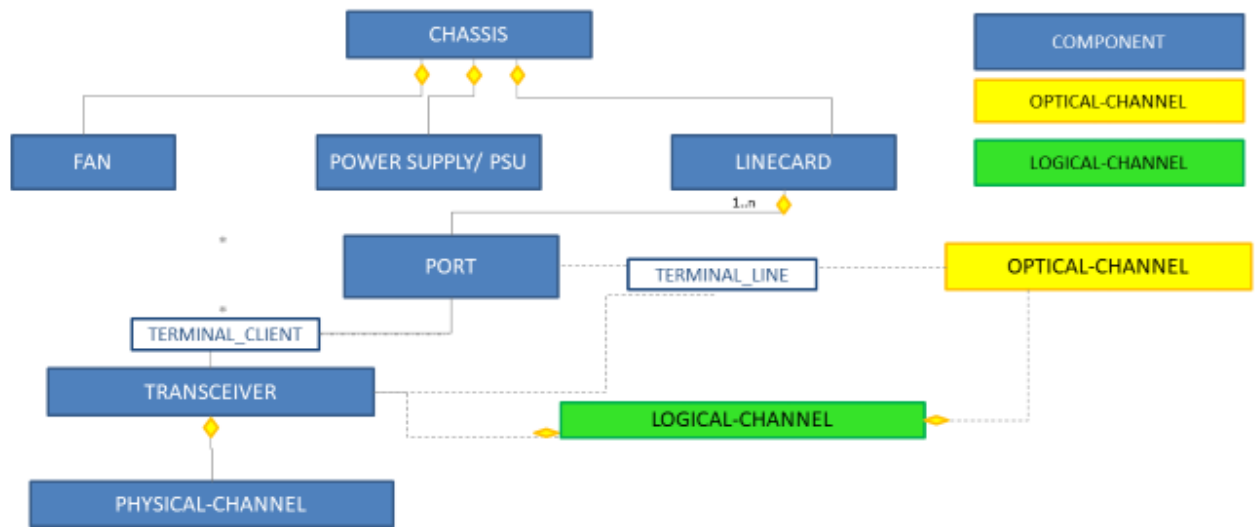 CHASSIS
COMPONENT
OPTICAL-CHANNEL
FAN
POWER SUPPLY/ PSU
LINECARD
LOGICAL-CHANNEL
1..n
*
PORT
TERMINAL_LINE
OPTICAL-CHANNEL
*
TERMINAL_CLIENT
TRANSCEIVER
LOGICAL-CHANNEL
PHYSICAL-CHANNEL